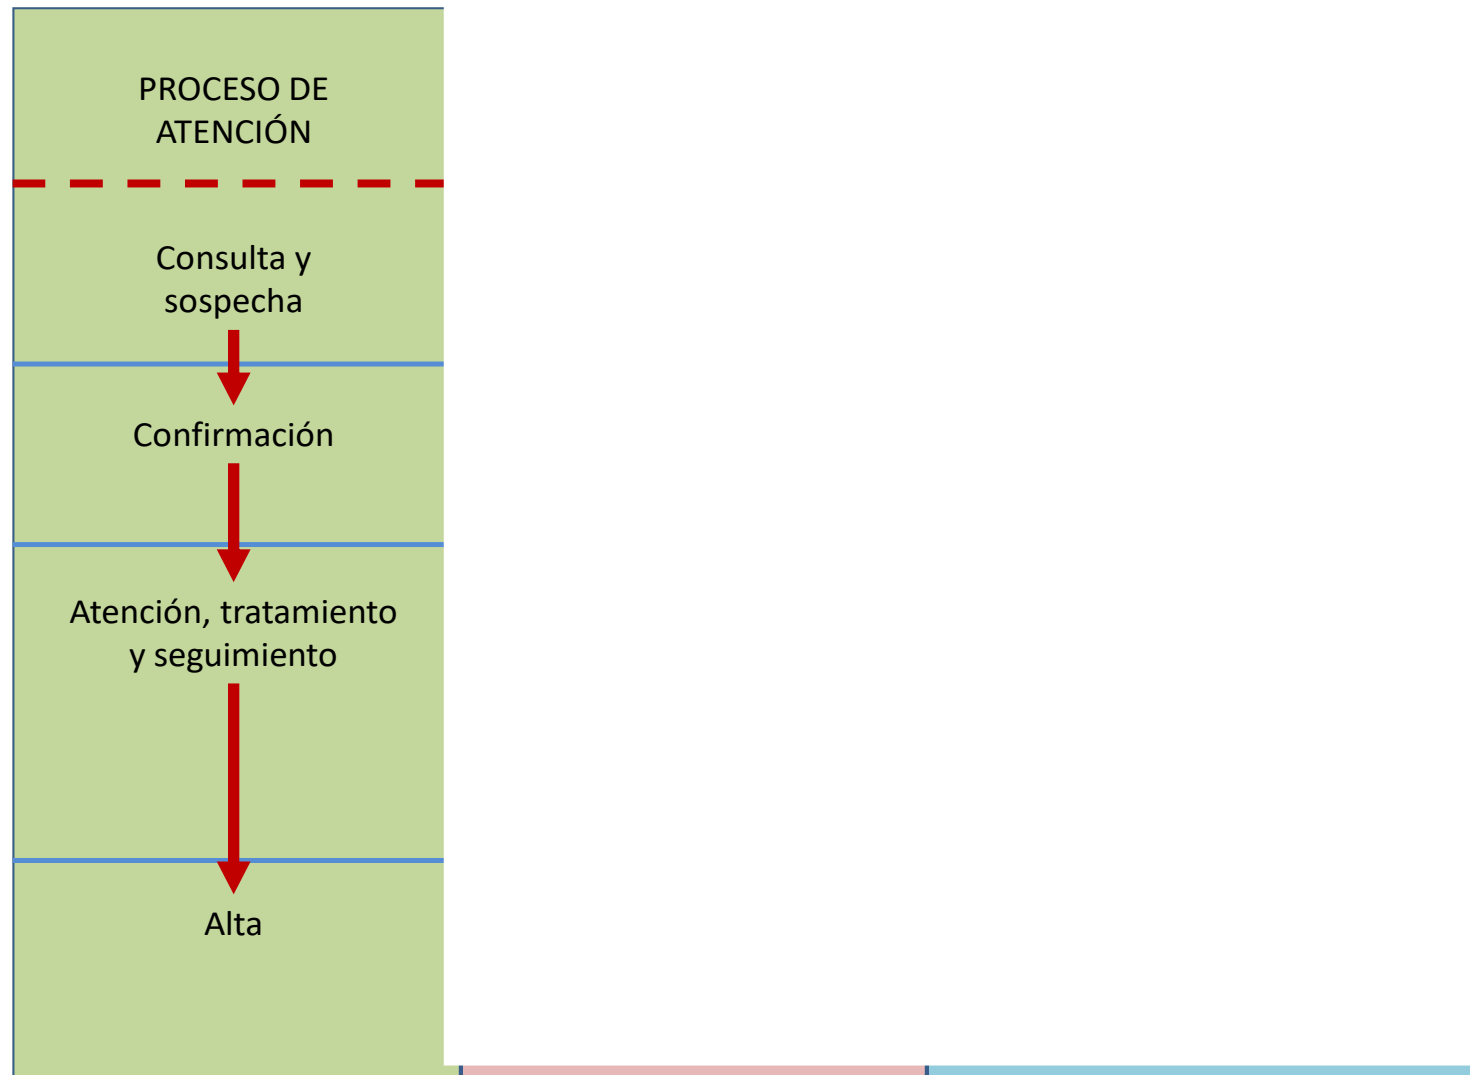 PROCESO DE
ATENCIÓN
Consulta y
sospecha
Confirmación
Atención, tratamiento
y seguimiento
Alta